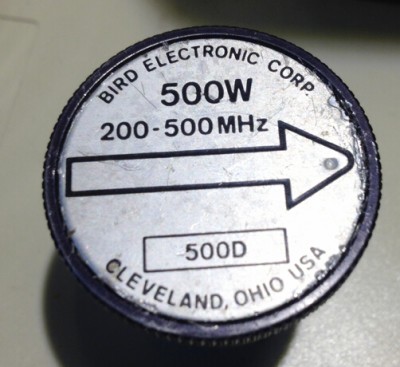 BIRD ELECTRONIC CORP.
500W
200-500MHz
500D
CLEVELAND, OHIO USA